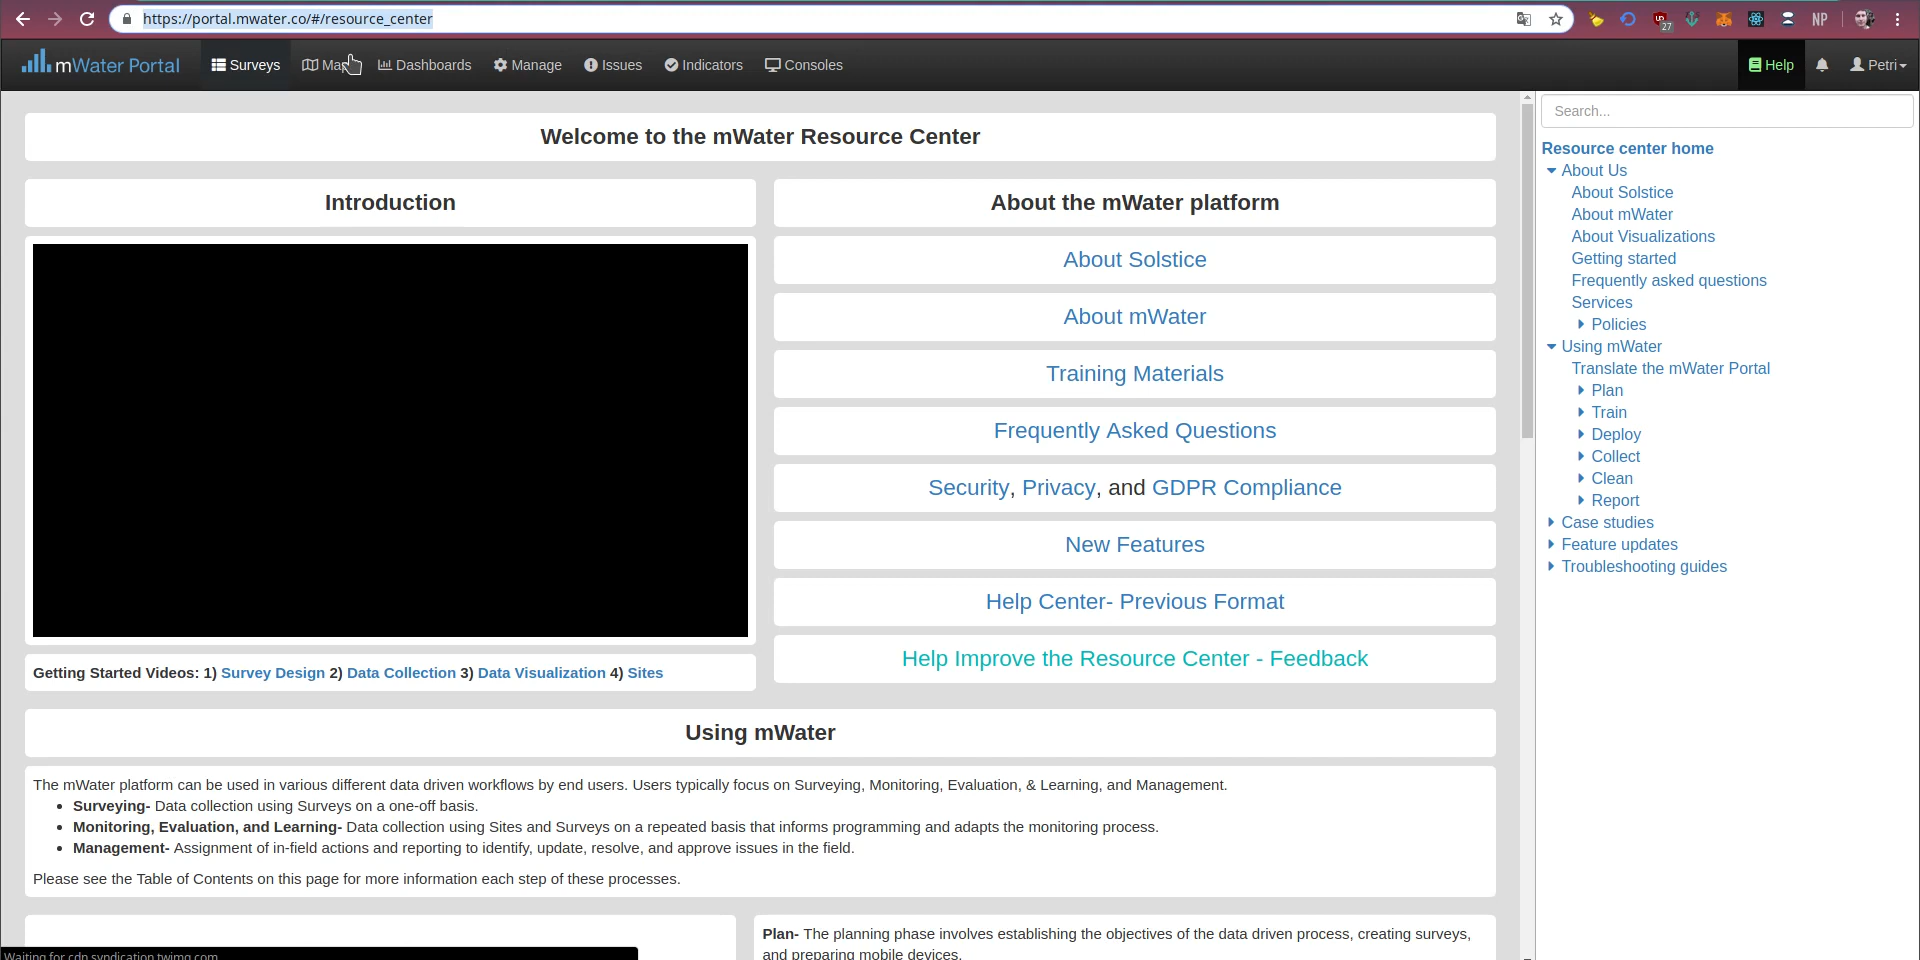 https://portal.mwater.co/#/resource_center
27
NP
mWater Portal
Surveys
Dashboards
Manage
Issues
Indicators
Consoles
Help
Petri
Search...
Welcome to the mWater Resource Center
Introduction
Getting Started Videos: 1) Survey Design 2) Data Collection 3) Data Visualization 4) Sites
About the mWater platform
About Solstice
About mWater
Training Materials
Frequently Asked Questions
Security, Privacy, and GDPR Compliance
New Features
Help Center- Previous Format
Help Improve the Resource Center - Feedback
Using mWater
The mWater platform can be used in various different data driven workflows by end users. Users typically focus on Surveying, Monitoring, Evaluation, & Learning, and Management.
Surveying- Data collection using Surveys on a one-off basis.
Monitoring, Evaluation, and Learning- Data collection using Sites and Surveys on a repeated basis that informs programming and adapts the monitoring process.
Management- Assignment of in-field actions and reporting to identify, update, resolve, and approve issues in the field.
Please see the Table of Contents on this page for more information each step of these processes.
Plan- The planning phase involves establishing the objectives of the data driven process, creating surveys,
and preparing mobile devices.
Resource center home
About Us
About Solstice
About mWater
About Visualizations
Getting started
Frequently asked questions
Services
Policies
Using mWater
Translate the mWater Portal
Plan
Train
Deploy
Collect
Clean
Report
Case studies
Feature updates
Troubleshooting guides
Waiting for cdn.syndication.twimg.com